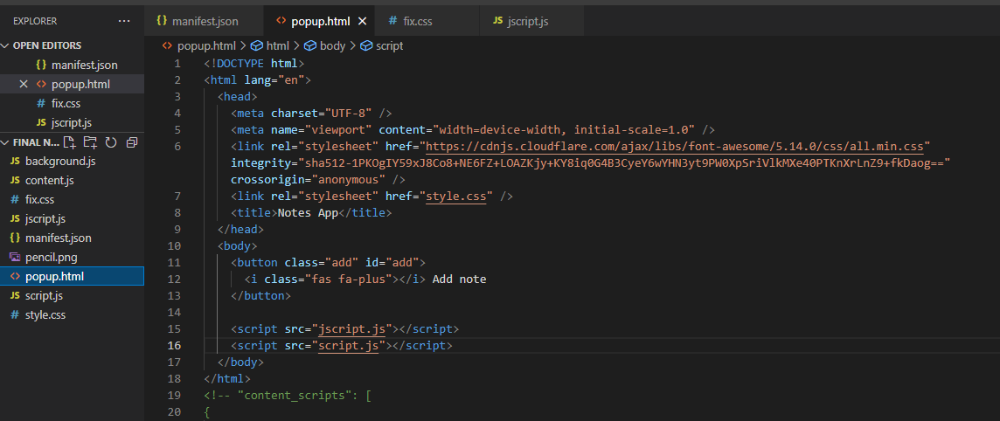 EXPLORER
···
OPEN EDITORS
{} manifest.json
× <> popup.html
# fix.css
JS jscript.js
FINAL N...
JS background.js
JS content.js
# fix.css
JS jscript.js
{} manifest.json
pencil.png
<> popup.html
JS script.js
# style.css
{} manifest.json
<> popup.html ×
# fix.css
JS jscript.js
<> popup.html > html > body > script
1 <!DOCTYPE html>
2 <html lang="en">
3 <head>
4 <meta charset="UTF-8" />
5 <meta name="viewport" content="width=device-width, initial-scale=1.0" />
6 <link rel="stylesheet" href="https://cdnjs.cloudflare.com/ajax/libs/font-awesome/5.14.0/css/all.min.css"
integrity="sha512-1PKOgIY59xJ8Co8+NE6FZ+LOAZKjy+KY8iq0G4B3CyeY6wYHN3yt9PW0XpSriVlkMXe40PTKnXrLnZ9+fkDaog=="
crossorigin="anonymous" />
7 <link rel="stylesheet" href="style.css" />
8 <title>Notes App</title>
9 </head>
10 <body>
11 <button class="add" id="add">
12 <i class="fas fa-plus"></i> Add note
13 </button>
14
15 <script src="jscript.js"></script>
16 <script src="script.js"></script>
17 </body>
18 </html>
19 <!-- "content_scripts": [
20 {